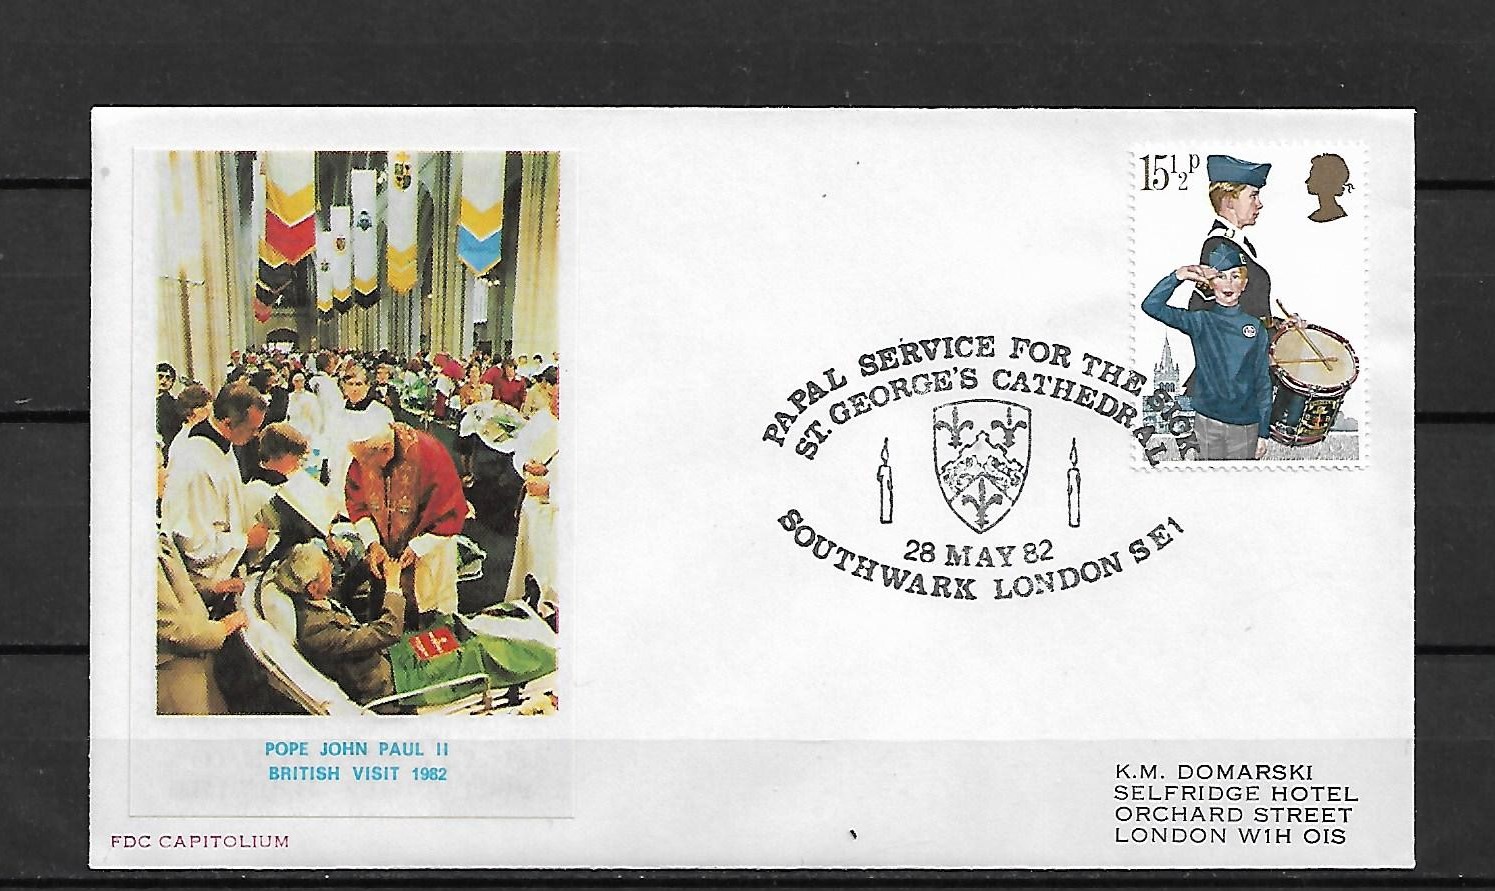 15½p
PAPAL SERVICE FOR THE SICK
ST. GEORGE'S CATHEDRAL
28 MAY 82
SOUTHWARK LONDON SE1
POPE JOHN PAUL II
BRITISH VISIT 1982
FDC CAPITOLIUM
K.M. DOMARSKI
SELFRIDGE HOTEL
ORCHARD STREET
LONDON W1H OIS